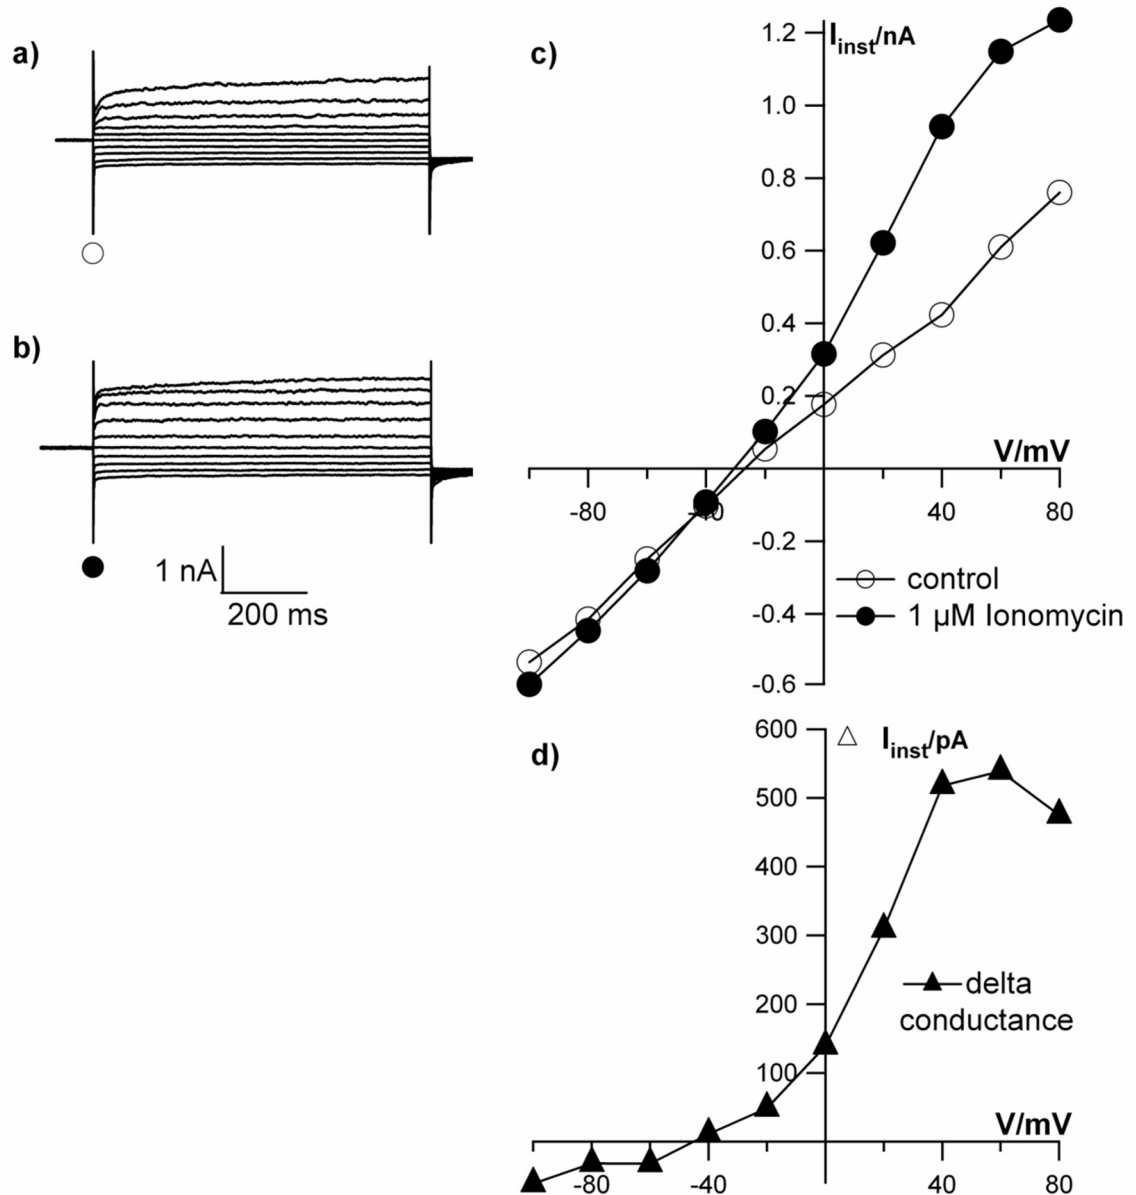 a)
b)
1 nA
200 ms
c)
I inst/nA
1.2
1.0
0.8
0.6
0.4
0.2
-0.2
-0.4
-0.6
V/mV
-80
-40
40
80
control
1 µM Ionomycin
d)
△ I inst/pA
600
500
400
300
200
100
delta
conductance
V/mV
-80
-40
40
80